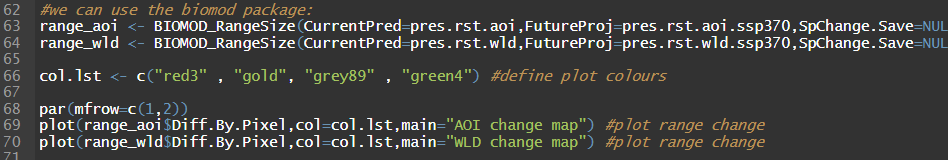 62 #we can use the biomod package:
63 range_aoi <- BIOMOD_RangeSize(CurrentPred=pres.rst.aoi,FutureProj=pres.rst.aoi.ssp370,SpChange.Save=NUL
64 range_wld <- BIOMOD_RangeSize(CurrentPred=pres.rst.wld,FutureProj=pres.rst.wld.ssp370,SpChange.Save=NUL
65
66 col.lst <- c("red3" , "gold", "grey89" , "green4") #define plot colours
67
68 par(mfrow=c(1,2))
69 plot(range_aoi$Diff.By.Pixel,col=col.lst,main="AOI change map") #plot range change
70 plot(range_wld$Diff.By.Pixel,col=col.lst,main="WLD change map") #plot range change
71